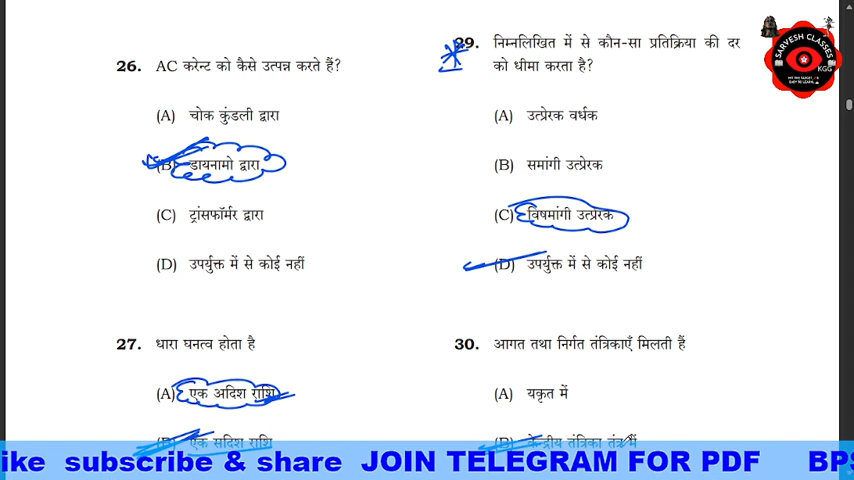 26. AC करेन्ट को कैसे उत्पन्न करते हैं?
(A) चोक कुंडली द्वारा
(B) डायनामो द्वारा
(C) ट्रांसफॉर्मर द्वारा
(D) उपर्युक्त में से कोई नहीं
27. धारा घनत्व होता है
(A) एक अदिश राशि
(B) एक सदिश राशि
29. निम्नलिखित में से कौन-सा प्रतिक्रिया की दर
को धीमा करता है?
(A) उत्प्रेरक वर्धक
(B) समांगी उत्प्रेरक
(C) विषमांगी उत्प्रेरक
(D) उपर्युक्त में से कोई नहीं
30. आगत तथा निर्गत तंत्रिकाएँ मिलती हैं
(A) यकृत में
(B) केन्द्रीय तंत्रिका तंत्र में
SARVESH CLASSES
KGG
ike subscribe & share JOIN TELEGRAM FOR PDF BPS